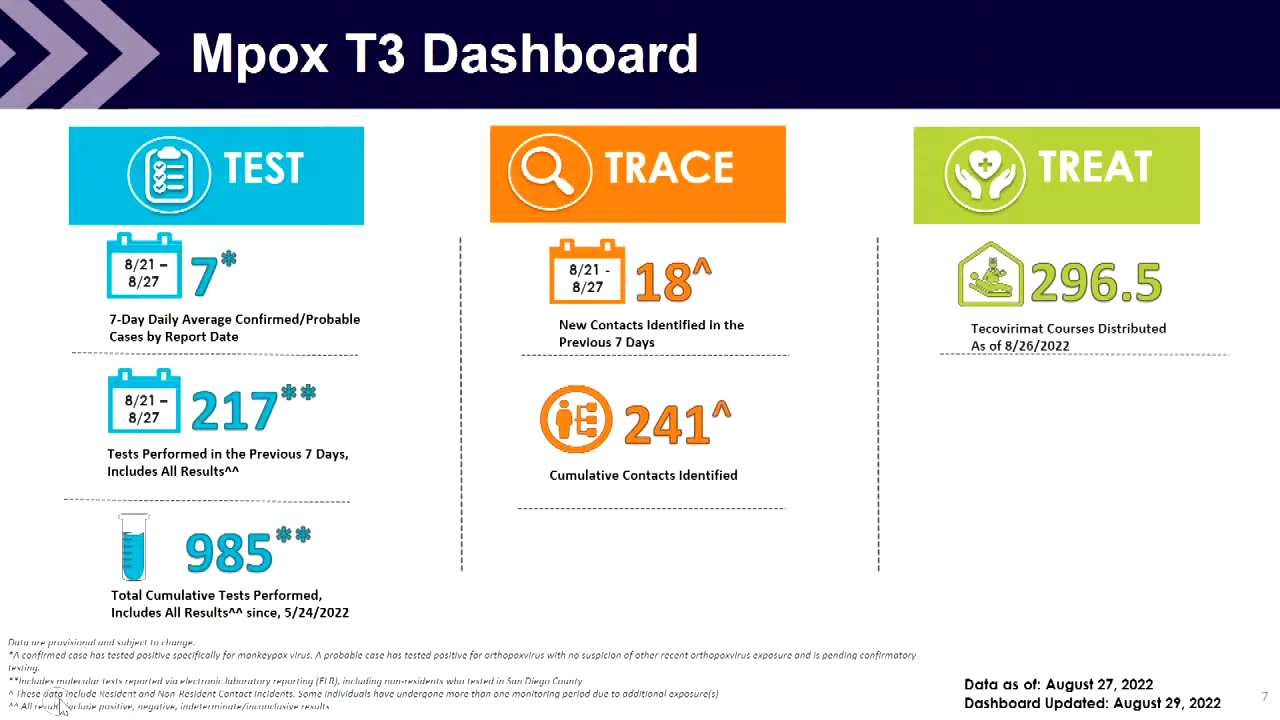 Mpox T3 Dashboard
TEST
8/21 –
8/27
7*
7-Day Daily Average Confirmed/Probable
Cases by Report Date
8/21 –
8/27
217**
Tests Performed in the Previous 7 Days,
Includes All Results^^
985**
Total Cumulative Tests Performed,
Includes All Results^^ since, 5/24/2022
TRACE
8/21 -
8/27
18^
New Contacts Identified in the
Previous 7 Days
241^
Cumulative Contacts Identified
TREAT
296.5
Tecovirimat Courses Distributed
As of 8/26/2022
Data are provisional and subject to change.
*A confirmed case has tested positive specifically for monkeypox virus. A probable case has tested positive for orthopoxvirus with no suspicion of other recent orthopoxvirus exposure and is pending confirmatory
testing.
**Includes molecular tests reported via electronic laboratory reporting (ELR), including non-residents who tested in San Diego County
^ These data include Resident and Non-Resident Contact Incidents. Some individuals have undergone more than one monitoring period due to additional exposure(s)
^^ All results include positive, negative, indeterminate/inconclusive results
Data as of: August 27, 2022
Dashboard Updated: August 29, 2022
7